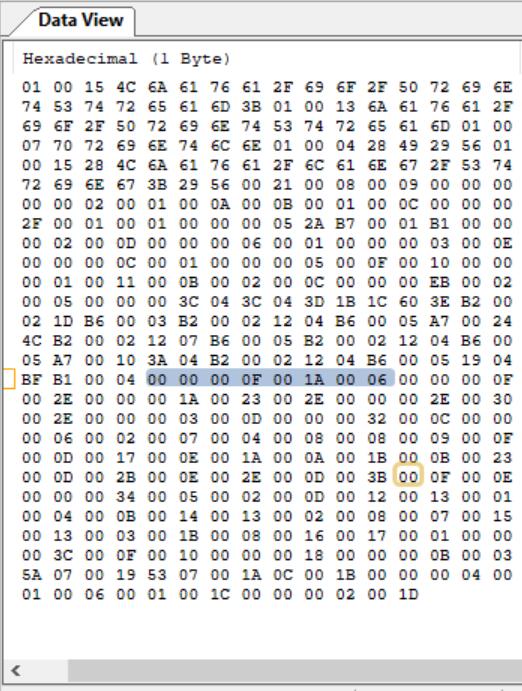 Data View
Hexadecimal (1 Byte)
01 00 15 4C 6A 61 76 61 2F 69 6F 2F 50 72 69 6E
74 53 74 72 65 61 6D 3B 01 00 13 6A 61 76 61 2F
69 6F 2F 50 72 69 6E 74 53 74 72 65 61 6D 01 00
07 70 72 69 6E 74 6C 6E 01 00 04 28 49 29 56 01
00 15 28 4C 6A 61 76 61 2F 6C 61 6E 67 2F 53 74
72 69 6E 67 3B 29 56 00 21 00 08 00 09 00 00 00
00 00 02 00 01 00 0A 00 0B 00 01 00 0C 00 00 00
2F 00 01 00 01 00 00 00 05 2A B7 00 01 B1 00 00
00 02 00 0D 00 00 00 06 00 01 00 00 00 03 00 0E
00 00 00 0C 00 01 00 00 00 05 00 0F 00 10 00 00
00 01 00 11 00 0B 00 02 00 0C 00 00 00 EB 00 02
00 05 00 00 00 3C 04 3C 04 3D 1B 1C 60 3E B2 00
02 1D B6 00 03 B2 00 02 12 04 B6 00 05 A7 00 24
4C B2 00 02 12 07 B6 00 05 B2 00 02 12 04 B6 00
05 A7 00 10 3A 04 B2 00 02 12 04 B6 00 05 19 04
BF B1 00 04 00 00 00 0F 00 1A 00 06 00 00 00 0F
00 2E 00 00 00 1A 00 23 00 2E 00 00 00 2E 00 30
00 2E 00 00 00 03 00 0D 00 00 00 32 00 0C 00 00
00 06 00 02 00 07 00 04 00 08 00 08 00 09 00 0F
00 0D 00 17 00 0E 00 1A 00 0A 00 1B 00 0B 00 23
00 0D 00 2B 00 0E 00 2E 00 0D 00 3B 00 0F 00 0E
00 00 00 34 00 05 00 02 00 0D 00 12 00 13 00 01
00 04 00 0B 00 14 00 13 00 02 00 08 00 07 00 15
00 13 00 03 00 1B 00 08 00 16 00 17 00 01 00 00
00 3C 00 0F 00 10 00 00 00 18 00 00 00 0B 00 03
5A 07 00 19 53 07 00 1A 0C 00 1B 00 00 00 04 00
01 00 06 00 01 00 1C 00 00 00 02 00 1D